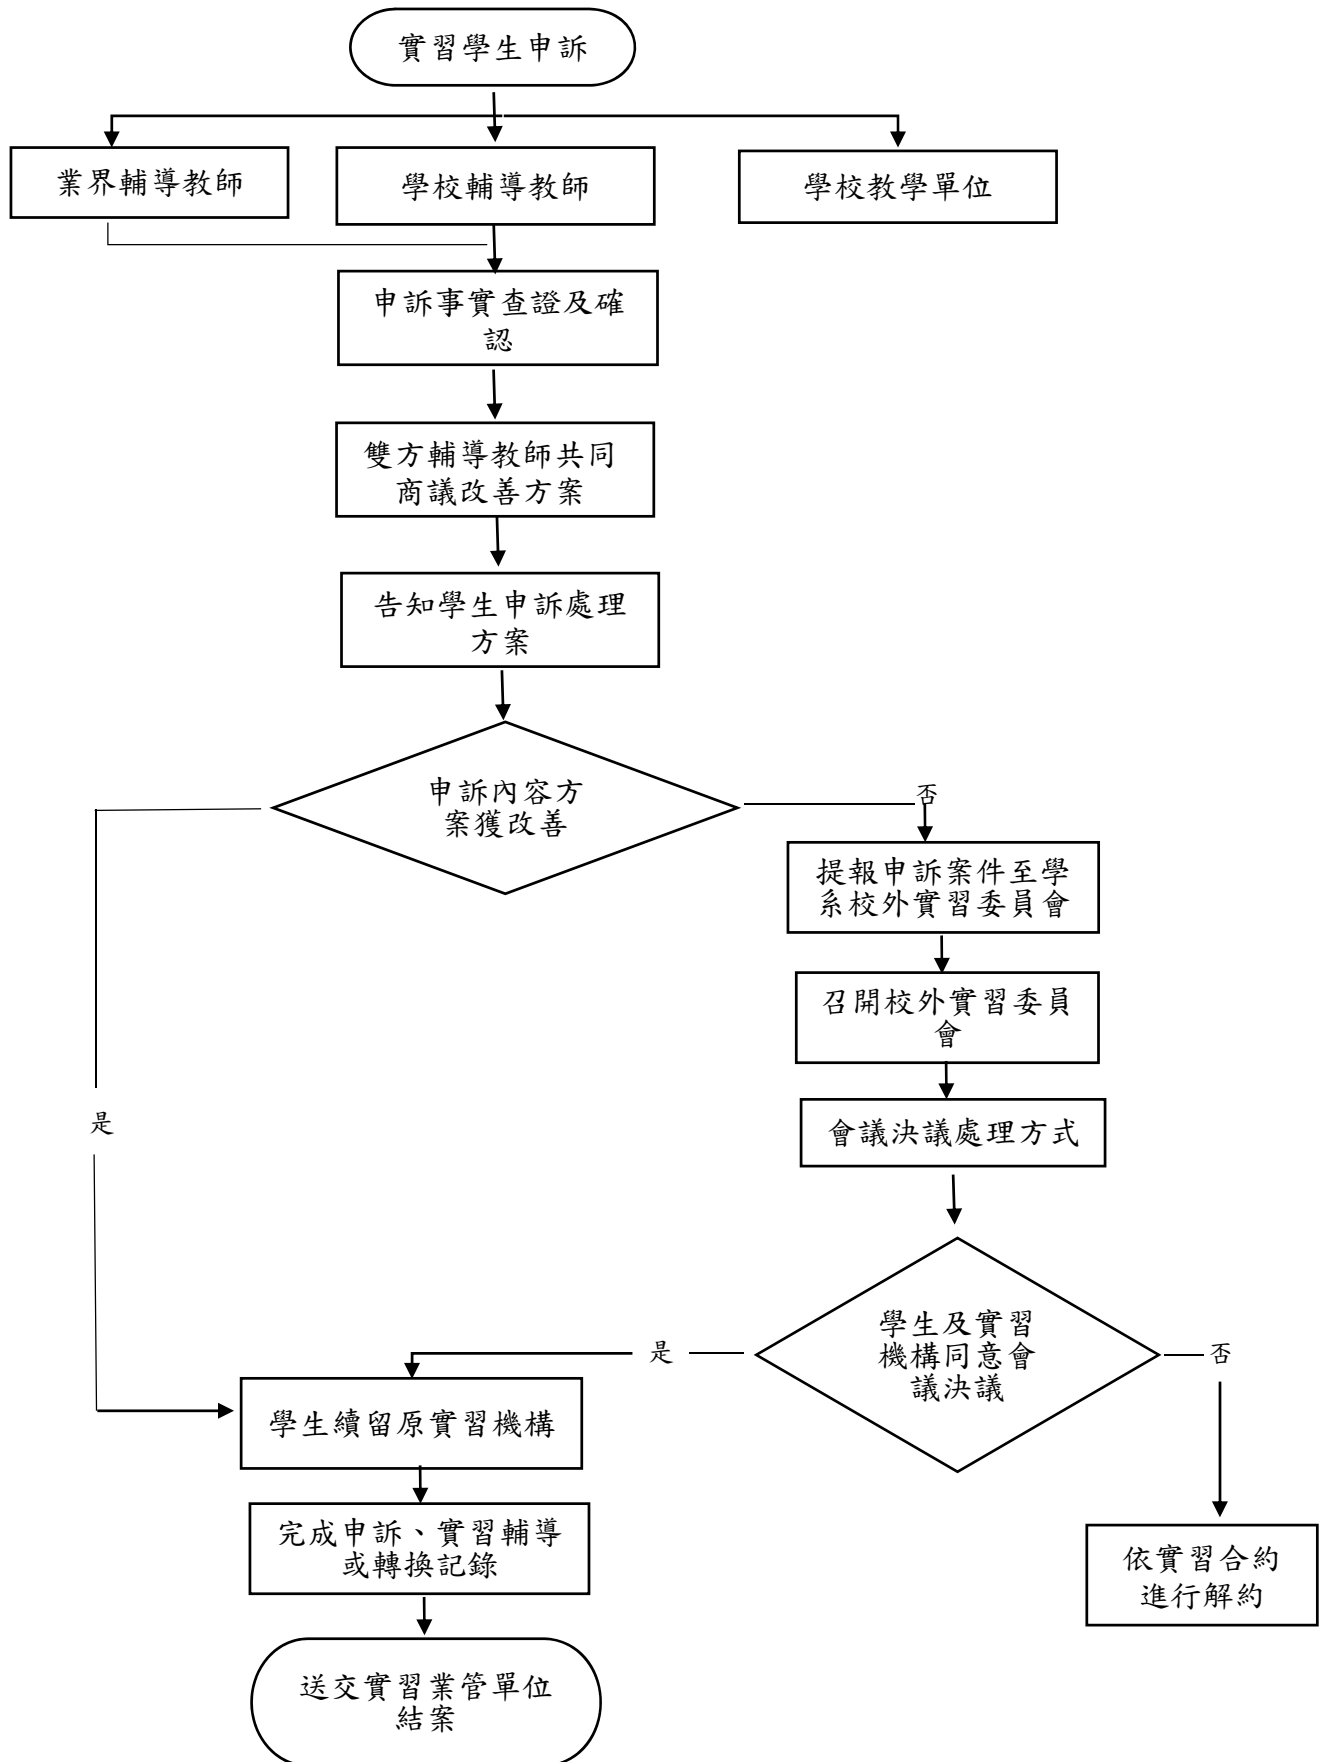 實習學生申訴
業界輔導教師
學校輔導教師
學校教學單位
申訴事實查證及確
認
雙方輔導教師共同
商議改善方案
告知學生申訴處理
方案
申訴內容方
案獲改善
否
提報申訴案件至學
系校外實習委員會
召開校外實習委員
會
是
會議決議處理方式
學生及實習
機構同意會
議決議
是
否
學生續留原實習機構
完成申訴、實習輔導
或轉換記錄
依實習合約
進行解約
送交實習業管單位
結案